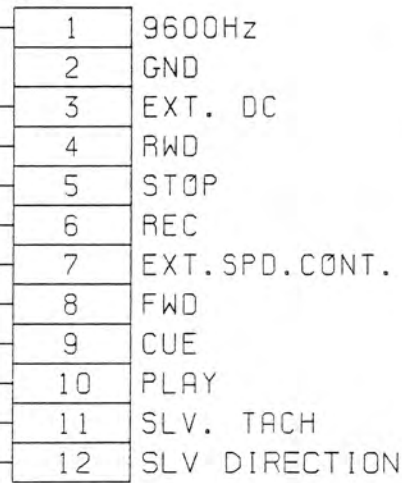 1 9600Hz
2 GND
3 EXT. DC
4 RWD
5 STOP
6 REC
7 EXT.SPD.CONT.
8 FWD
9 CUE
10 PLAY
11 SLV. TACH
12 SLV DIRECTION